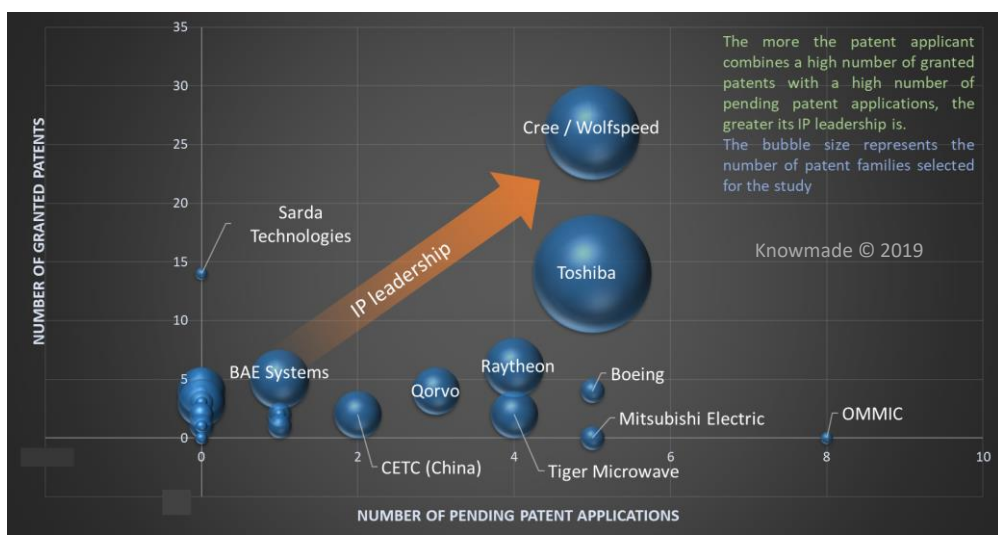 35
30
25
20
15
10
5
0
NUMBER OF GRANTED PATENTS
The more the patent applicant
combines a high number of granted
patents with a high number of
pending patent applications, the
greater its IP leadership is.
The bubble size represents the
number of patent families selected
for the study
Knowmade © 2019
Cree / Wolfspeed
Sarda
Technologies
Toshiba
IP leadership
BAE Systems
Raytheon
Boeing
Qorvo
Mitsubishi Electric
OMMIC
CETC (China)
Tiger Microwave
0
2
4
6
8
10
NUMBER OF PENDING PATENT APPLICATIONS